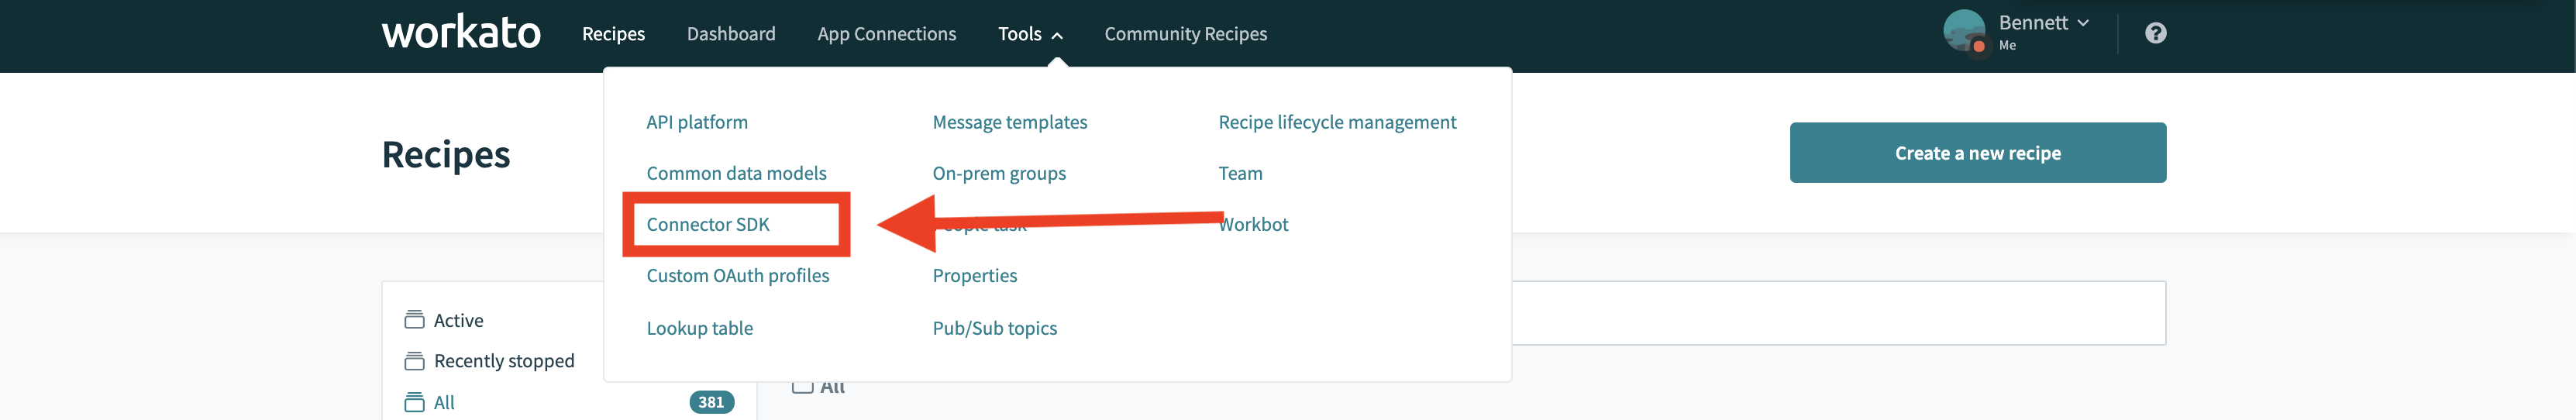 workato
Recipes
Dashboard
App Connections
Tools
Community Recipes
Bennett
Me
?
Recipes
API platform
Common data models
Connector SDK
Custom OAuth profiles
Lookup table
Message templates
On-prem groups
People task
Properties
Pub/Sub topics
Recipe lifecycle management
Team
Workbot
Create a new recipe
Active
Recently stopped
All
381
All